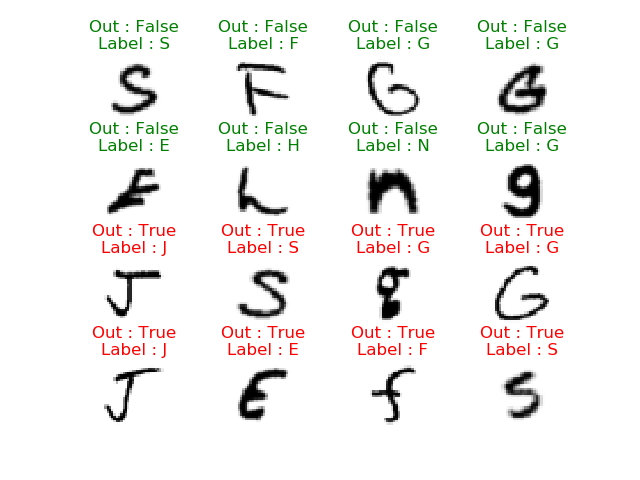 Out : False Out : False Out : False Out : False
Label : S Label : F Label : G Label : G
S F G G
Out : False Out : False Out : False Out : False
Label : E Label : H Label : N Label : G
E h n g
Out : True Out : True Out : True Out : True
Label : J Label : S Label : G Label : G
J S g G
Out : True Out : True Out : True Out : True
Label : J Label : E Label : F Label : S
J E f S